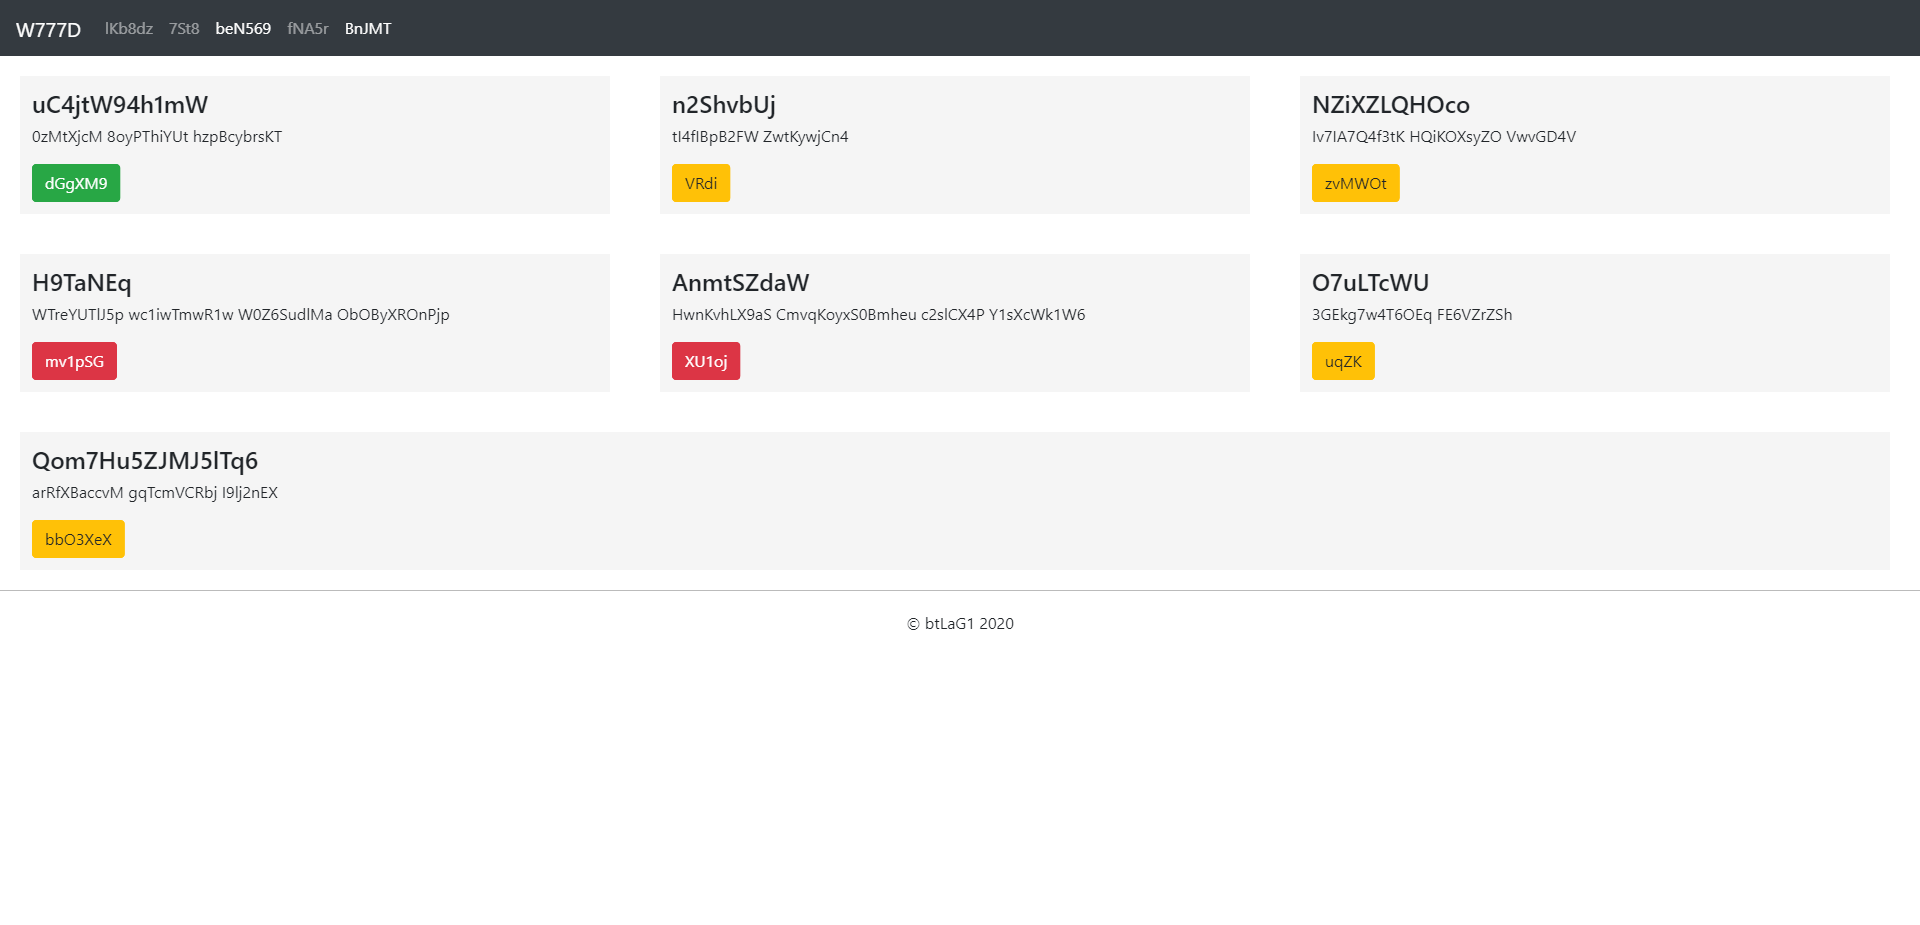 W777D lKb8dz 7St8 beN569 fNA5r BnJMT
uC4jtW94h1mW
0zMtXjcM 8oyPThiYUt hzpBcybrsKT
dGgXM9
n2ShvbUj
tI4fIBpB2FW ZwtKywjCn4
VRdi
NZiXZLQHOco
Iv7IA7Q4f3tK HQiKOXsyZO VwvGD4V
zvMWOt
H9TaNEq
WTreYUTlJ5p wc1iwTmwR1w W0Z6SudlMa ObOByXROnPjp
mv1pSG
AnmtSZdaW
HwnKvhLX9aS CmvqKoyxS0Bmheu c2slCX4P Y1sXcWk1W6
XU1oj
O7uLTcWU
3GEkg7w4T6OEq FE6VZrZSh
uqZK
Qom7Hu5ZJMJ5lTq6
arRfXBaccvM gqTcmVCRbj I9lj2nEX
bbO3XeX
© btLaG1 2020